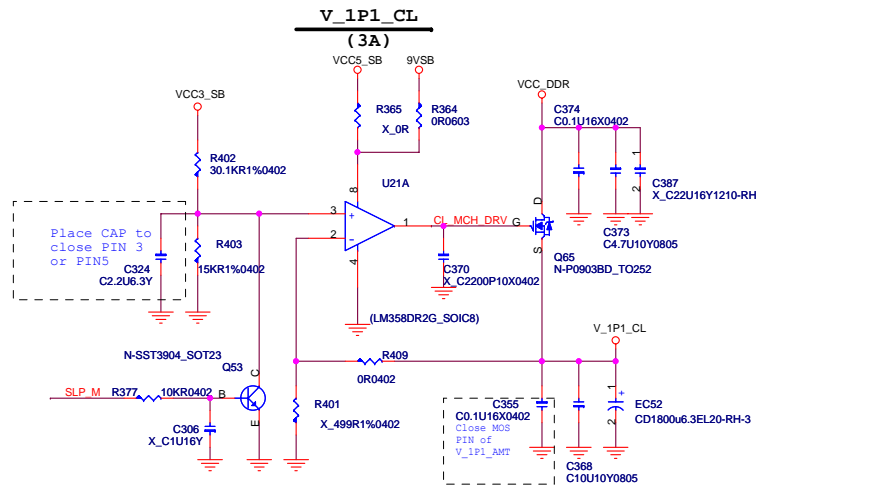 V_1P1_CL
(3A)
VCC5_SB
9VSB
VCC3_SB
VCC_DDR
R365
X_0R
R364
0R0603
C374
C0.1U16X0402
R402
30.1KR1%0402
U21A
8
3
+
2
-
1
4
CL_MCH_DRV
G
D
S
1
2
C387
X_C22U16Y1210-RH
C373
C4.7U10Y0805
Place CAP to
close PIN 3
or PIN5
R403
15KR1%0402
C324
C2.2U6.3Y
C370
X_C2200P10X0402
Q65
N-P0903BD_TO252
(LM358DR2G_SOIC8)
V_1P1_CL
N-SST3904_SOT23
Q53
R409
0R0402
SLP_M
R377
10KR0402
B
C
E
C306
X_C1U16Y
R401
X_499R1%0402
C355
C0.1U16X0402
Close MOS
PIN of
V_1P1_AMT
1
+
2
EC52
CD1800u6.3EL20-RH-3
C368
C10U10Y0805